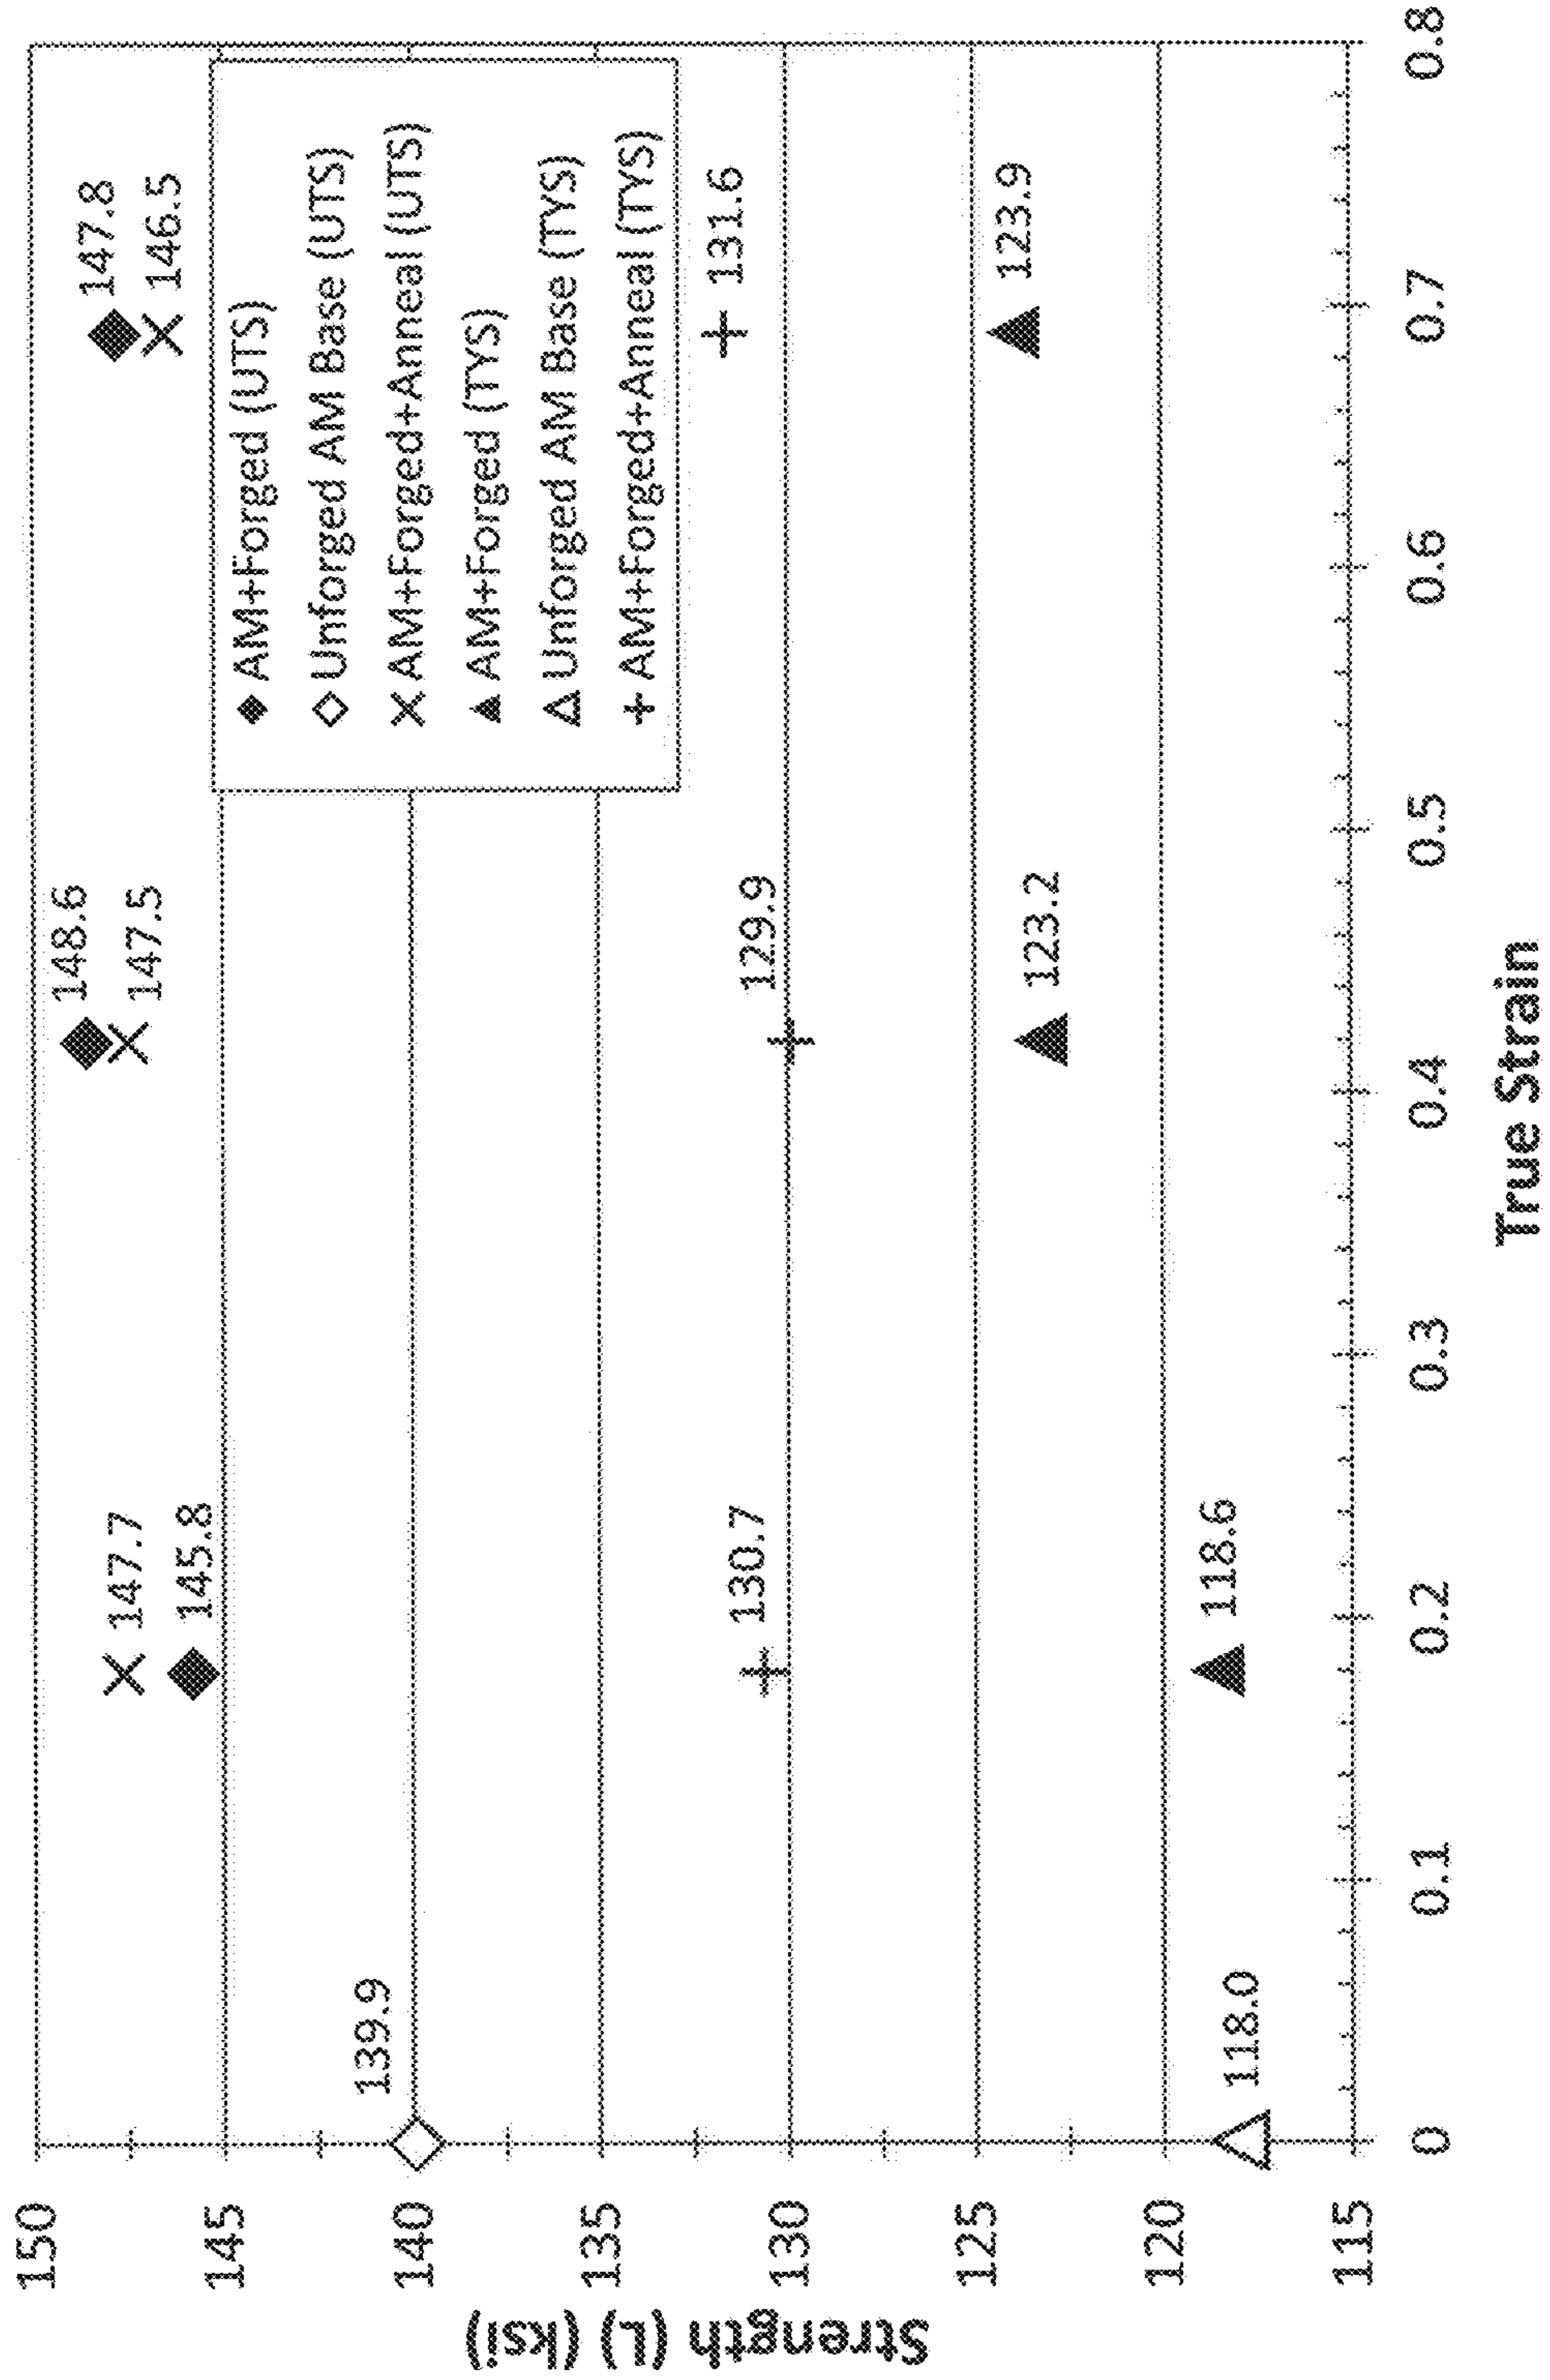 150
145
140
135
130
125
120
115
Strength (L) (ksi)
139.9
118.0
147.7
145.8
130.7
118.6
148.6
147.5
129.9
123.2
147.8
146.5
131.6
123.9
AM+Forged (UTS)
Unforged AM Base (UTS)
AM+Forged+Anneal (UTS)
AM+Forged (TYS)
Unforged AM Base (TYS)
AM+Forged+Anneal (TYS)
0 0.1 0.2 0.3 0.4 0.5 0.6 0.7 0.8
True Strain